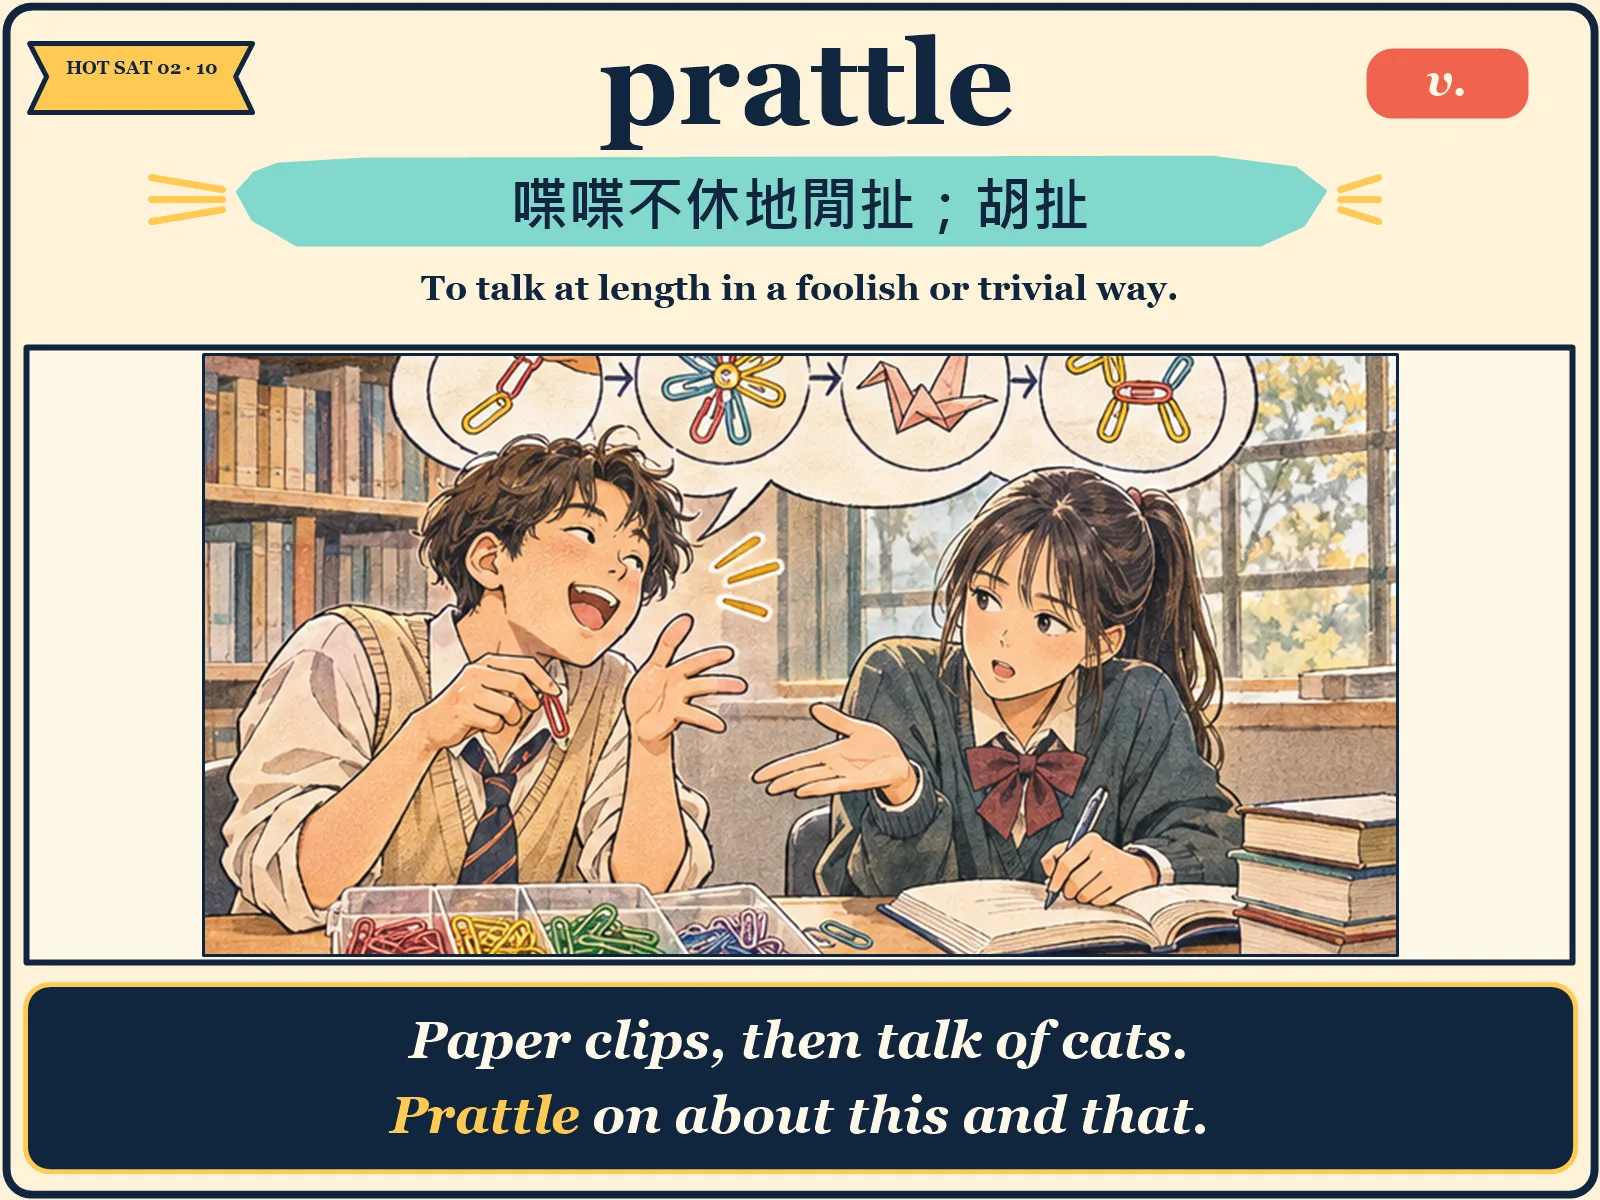 HOT SAT 02 · 10
prattle
v.
喋喋不休地閒扯；胡扯
To talk at length in a foolish or trivial way.
Paper clips, then talk of cats.
Prattle on about this and that.